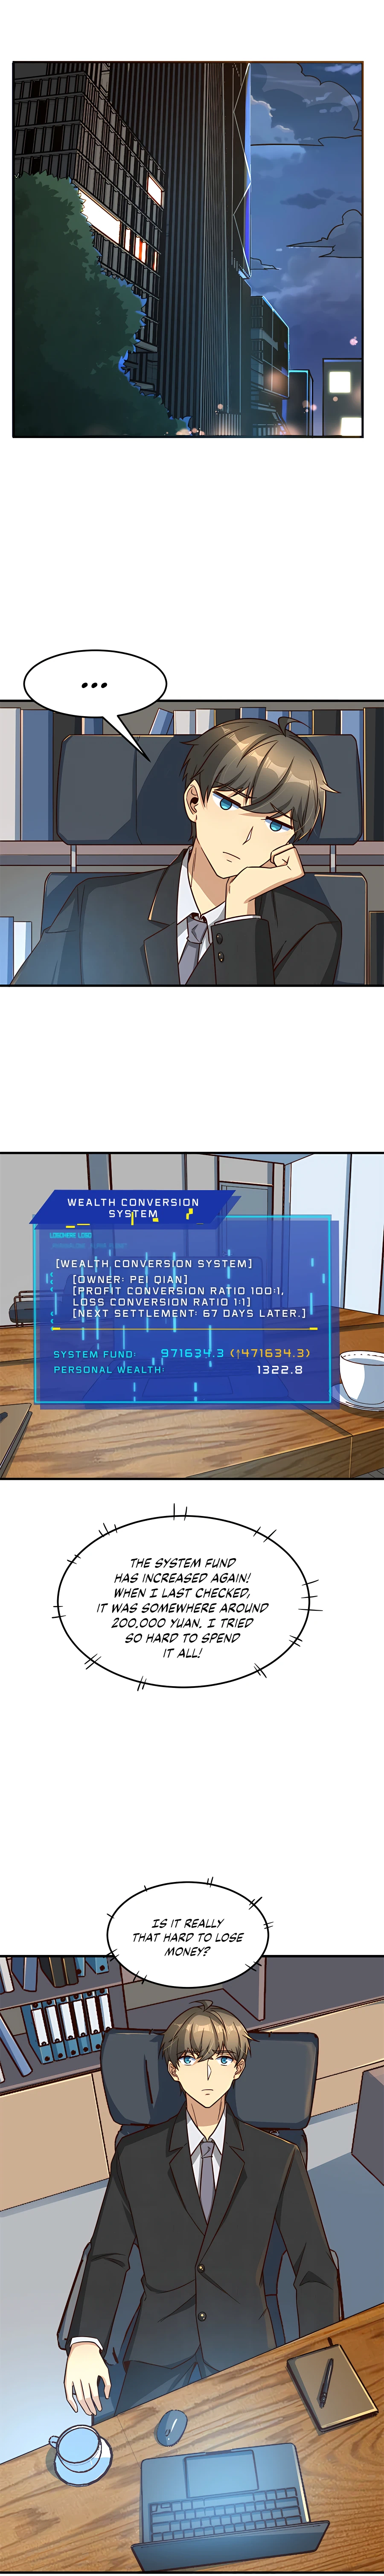 ...
WEALTH CONVERSION
SYSTEM
[WEALTH CONVERSION SYSTEM]
[OWNER: PEI QIAN]
[PROFIT CONVERSION RATIO 100:1,
LOSS CONVERSION RATIO 1:1]
[NEXT SETTLEMENT: 67 DAYS LATER.]
SYSTEM FUND: 971634.3 (↑471634.3)
PERSONAL WEALTH: 1322.8
THE SYSTEM FUND
HAS INCREASED AGAIN!
WHEN I LAST CHECKED,
IT WAS SOMEWHERE AROUND
200,000 YUAN. I TRIED
SO HARD TO SPEND
IT ALL!
IS IT REALLY
THAT HARD TO LOSE
MONEY?